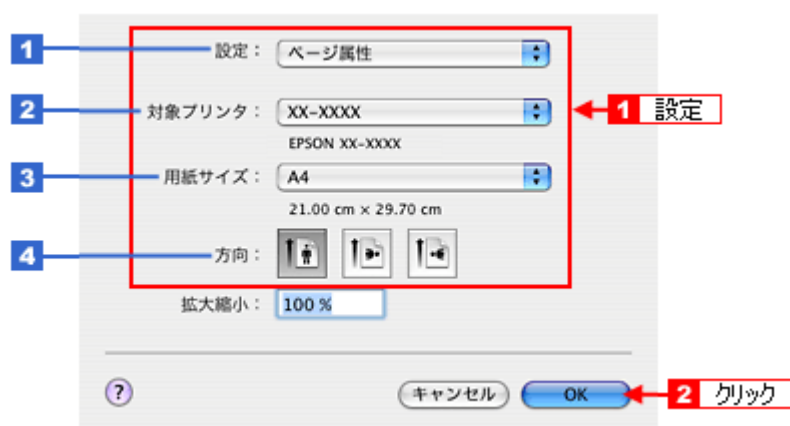 1 設定： ページ属性
2 対象プリンタ： XX-XXXX 1 設定
EPSON XX-XXXX
3 用紙サイズ： A4
21.00 cm × 29.70 cm
4 方向：
拡大縮小： 100 %
? キャンセル OK 2 クリック